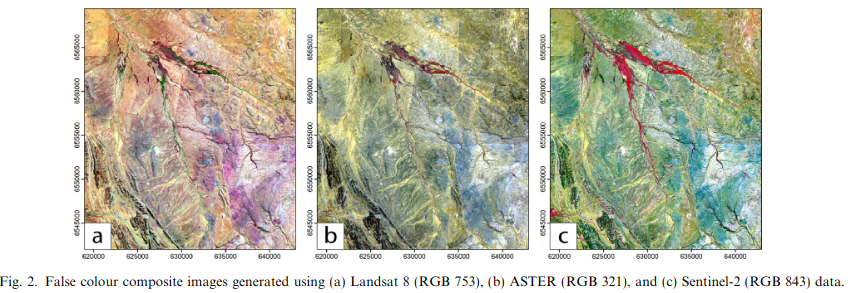 6565000
6560000
6555000
6550000
6545000
a
620000 625000 630000 635000 640000
6565000
6560000
6555000
6550000
6545000
b
620000 625000 630000 635000 640000
6565000
6560000
6555000
6550000
6545000
c
620000 625000 630000 635000 640000
Fig. 2. False colour composite images generated using (a) Landsat 8 (RGB 753), (b) ASTER (RGB 321), and (c) Sentinel-2 (RGB 843) data.